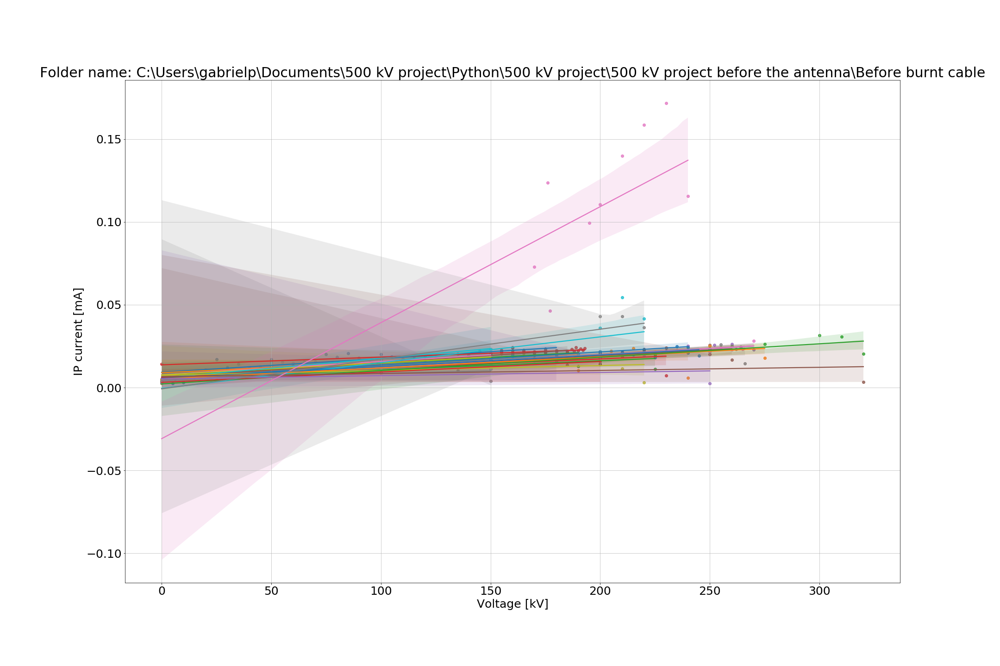 Folder name: C:\Users\gabrielp\Documents\500 kV project\Python\500 kV project\500 kV project before the antenna\Before burnt cable
0.15
0.10
0.05
0.00
−0.05
−0.10
IP current [mA]
0 50 100 150 200 250 300
Voltage [kV]